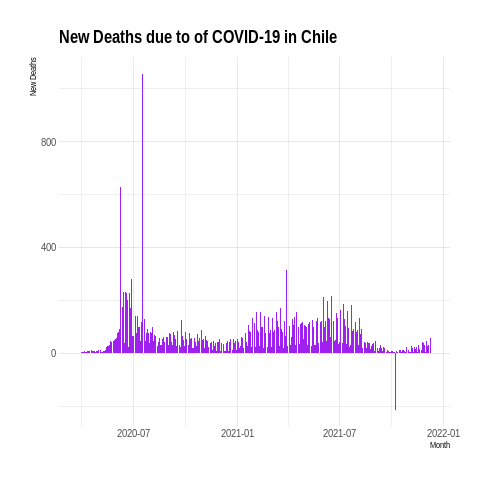 New Deaths due to of COVID-19 in Chile
New Deaths
800
400
0
2020-07 2021-01 2021-07 2022-01
Month